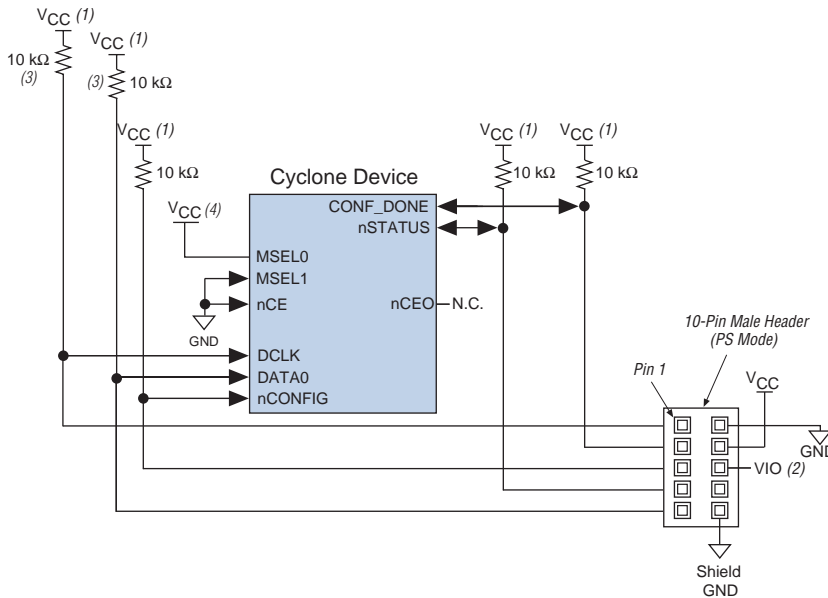 VCC (1)
10 kΩ
(3)
VCC (1)
(3)
10 kΩ
VCC (1)
10 kΩ
VCC (1)
10 kΩ
VCC (1)
10 kΩ
Cyclone Device
VCC (4)
CONF_DONE
nSTATUS
MSEL0
MSEL1
nCE
nCEO
N.C.
GND
DCLK
DATA0
nCONFIG
10-Pin Male Header
(PS Mode)
Pin 1
VCC
GND
VIO (2)
Shield
GND